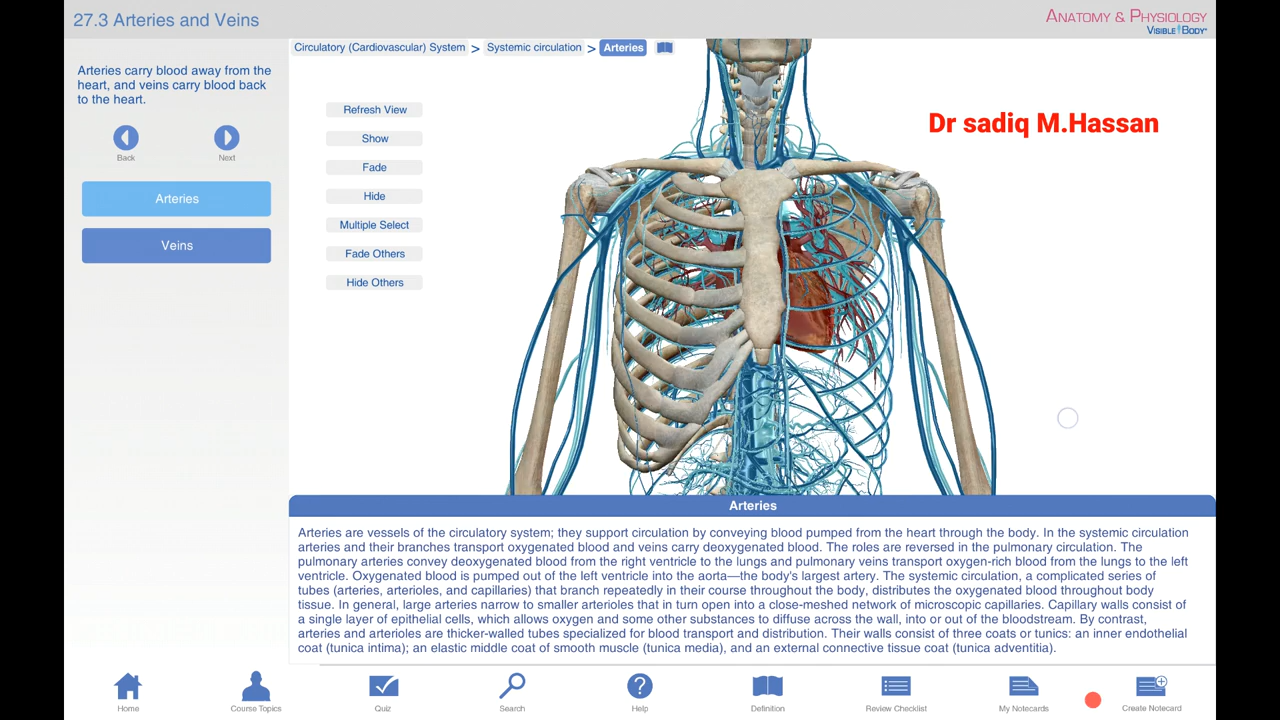 27.3 Arteries and Veins
ANATOMY & PHYSIOLOGY
VISIBLE BODY®
Arteries carry blood away from the
heart, and veins carry blood back
to the heart.
Back
Next
Arteries
Veins
Circulatory (Cardiovascular) System > Systemic circulation > Arteries
Refresh View
Show
Fade
Hide
Multiple Select
Fade Others
Hide Others
Dr sadiq M.Hassan
Arteries
Arteries are vessels of the circulatory system; they support circulation by conveying blood pumped from the heart through the body. In the systemic circulation
arteries and their branches transport oxygenated blood and veins carry deoxygenated blood. The roles are reversed in the pulmonary circulation. The
pulmonary arteries convey deoxygenated blood from the right ventricle to the lungs and pulmonary veins transport oxygen-rich blood from the lungs to the left
ventricle. Oxygenated blood is pumped out of the left ventricle into the aorta—the body's largest artery. The systemic circulation, a complicated series of
tubes (arteries, arterioles, and capillaries) that branch repeatedly in their course throughout the body, distributes the oxygenated blood throughout body
tissue. In general, large arteries narrow to smaller arterioles that in turn open into a close-meshed network of microscopic capillaries. Capillary walls consist of
a single layer of epithelial cells, which allows oxygen and some other substances to diffuse across the wall, into or out of the bloodstream. By contrast,
arteries and arterioles are thicker-walled tubes specialized for blood transport and distribution. Their walls consist of three coats or tunics: an inner endothelial
coat (tunica intima); an elastic middle coat of smooth muscle (tunica media), and an external connective tissue coat (tunica adventitia).
Home
Course Topics
Quiz
Search
Help
Definition
Review Checklist
My Notecards
Create Notecard